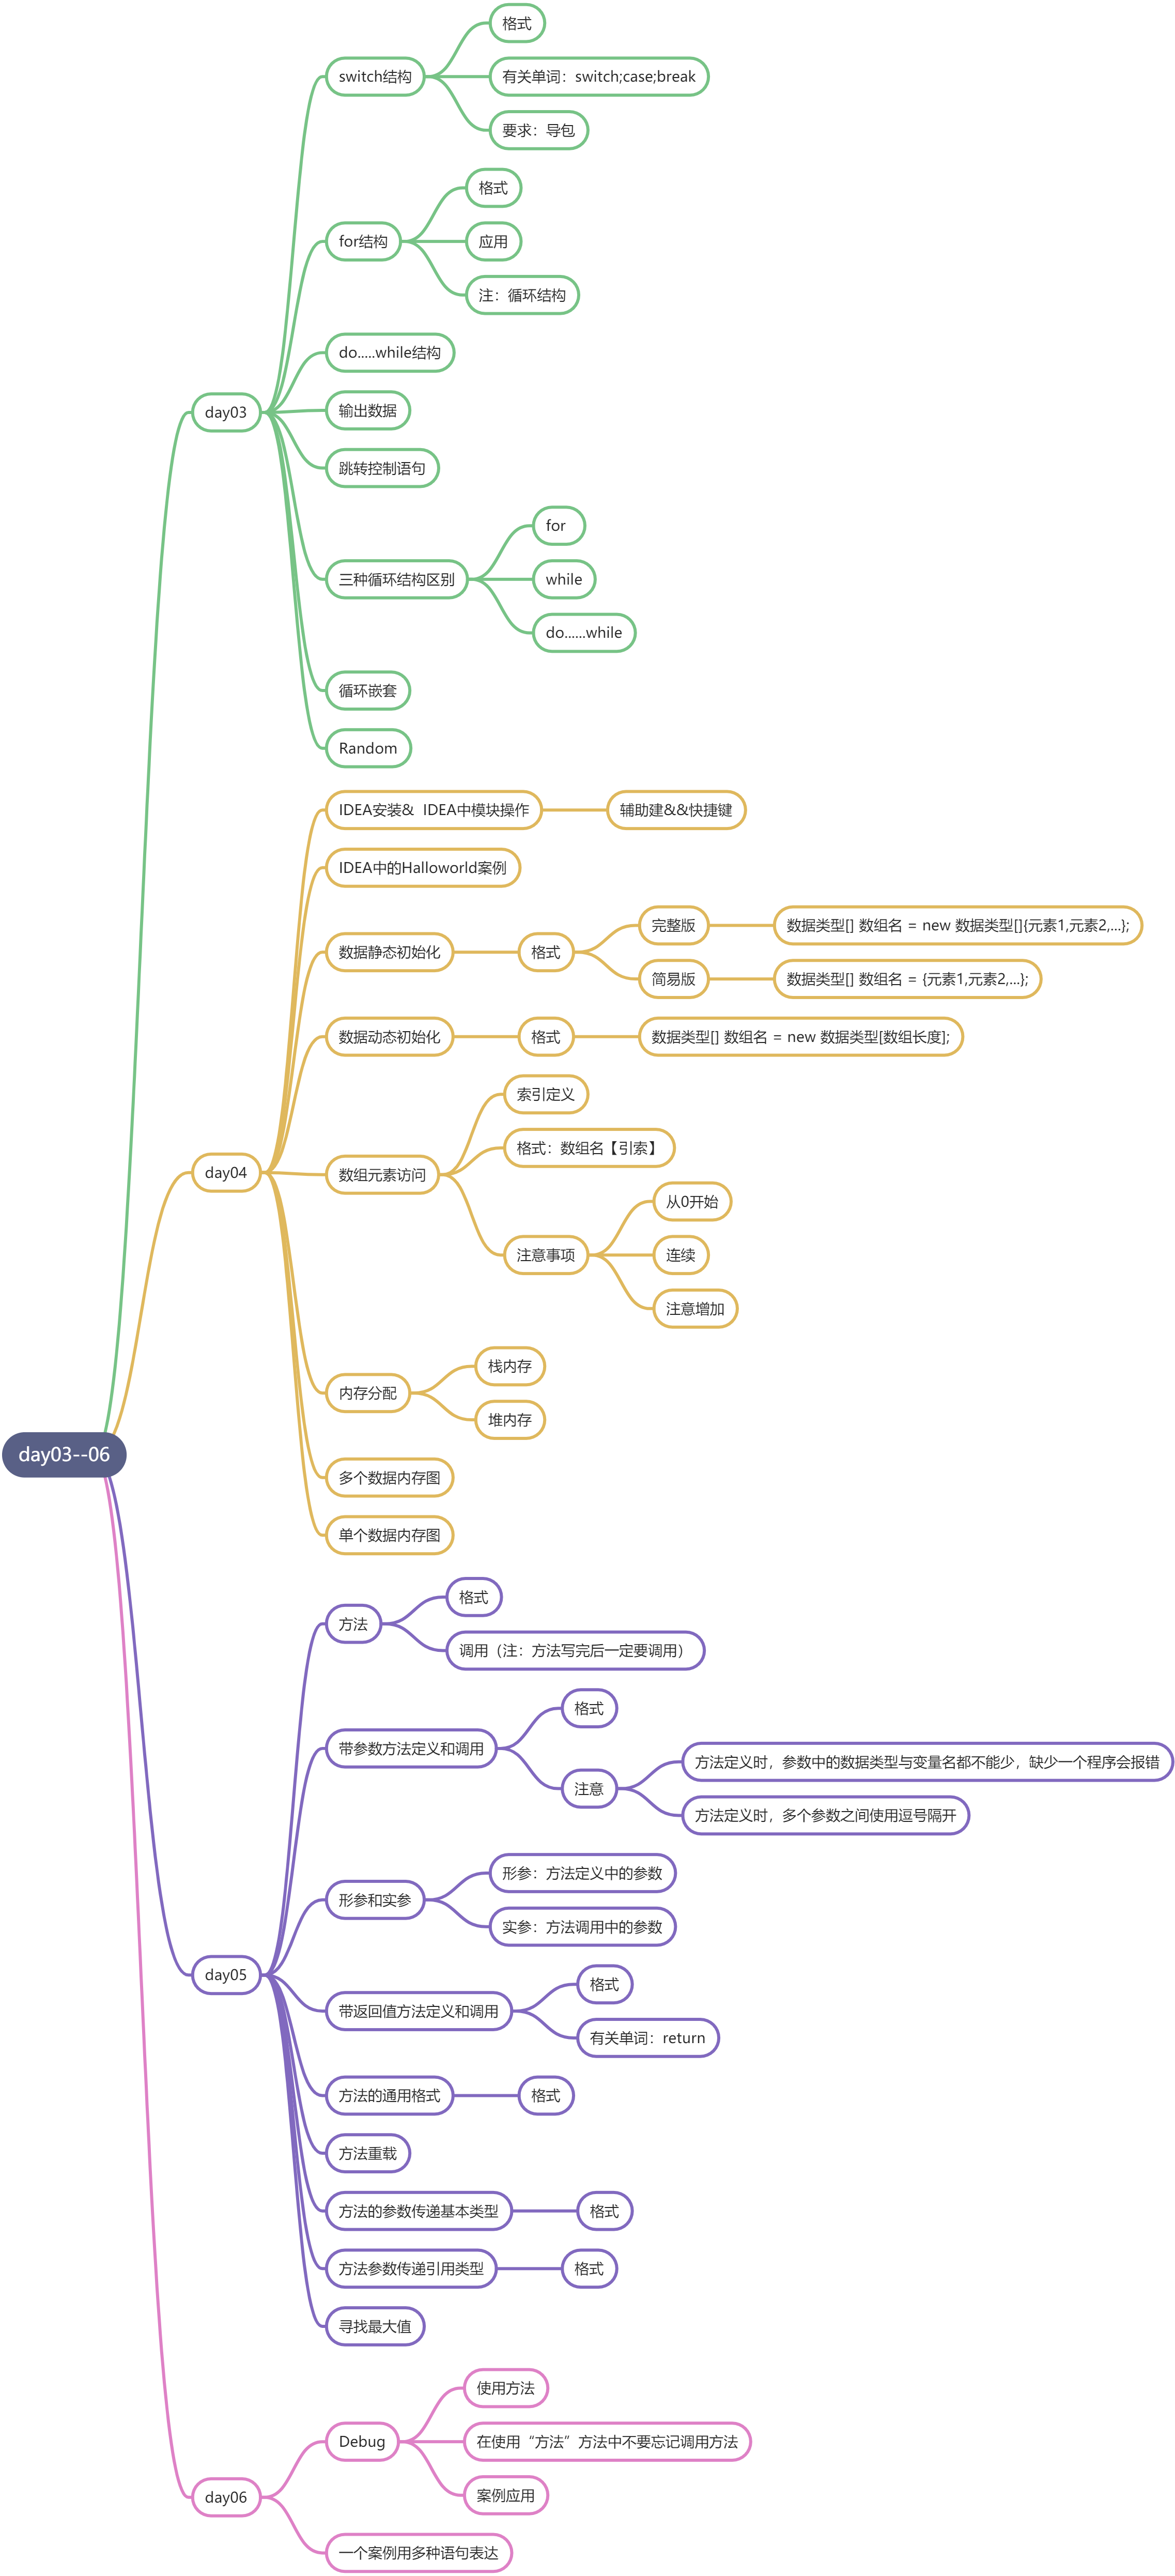 day03--06
day03
switch结构
格式
有关单词：switch;case;break
要求：导包
for结构
格式
应用
注：循环结构
do.....while结构
输出数据
跳转控制语句
三种循环结构区别
for
while
do......while
循环嵌套
Random
day04
IDEA安装&  IDEA中模块操作
辅助建&&快捷键
IDEA中的Halloworld案例
数据静态初始化
格式
完整版
数据类型[] 数组名 = new 数据类型[]{元素1,元素2,...};
简易版
数据类型[] 数组名 = {元素1,元素2,...};
数据动态初始化
格式
数据类型[] 数组名 = new 数据类型[数组长度];
数组元素访问
索引定义
格式：数组名【引索】
注意事项
从0开始
连续
注意增加
内存分配
栈内存
堆内存
多个数据内存图
单个数据内存图
day05
方法
格式
调用（注：方法写完后一定要调用）
带参数方法定义和调用
格式
注意
方法定义时，参数中的数据类型与变量名都不能少，缺少一个程序会报错
方法定义时，多个参数之间使用逗号隔开
形参和实参
形参：方法定义中的参数
实参：方法调用中的参数
带返回值方法定义和调用
格式
有关单词：return
方法的通用格式
格式
方法重载
方法的参数传递基本类型
格式
方法参数传递引用类型
格式
寻找最大值
day06
Debug
使用方法
在使用“方法”方法中不要忘记调用方法
案例应用
一个案例用多种语句表达